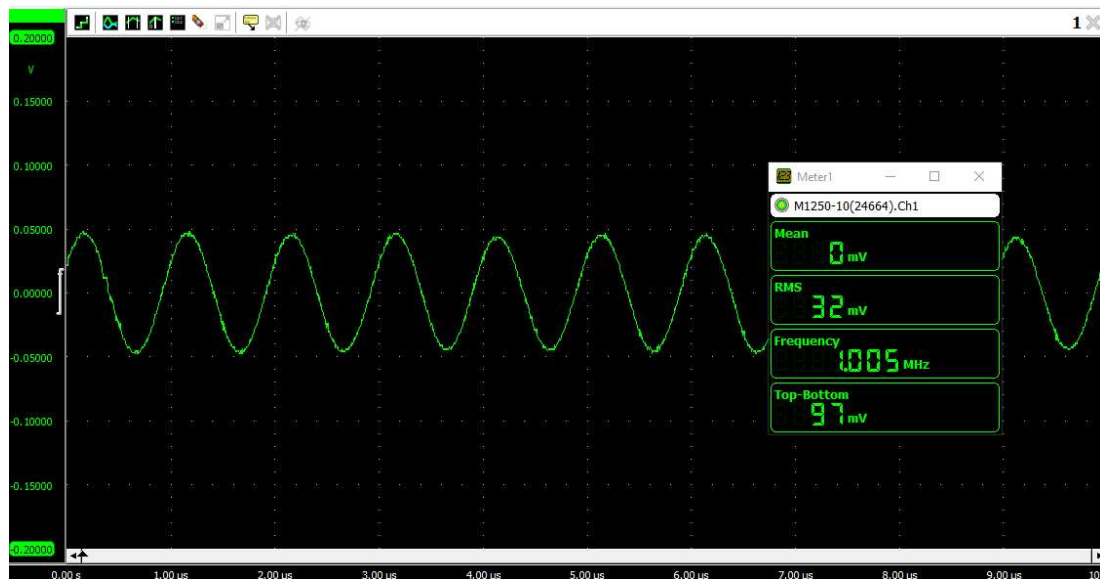 1
0.20000
V
0.15000
0.10000
0.05000
0.00000
-0.05000
-0.10000
-0.15000
-0.20000
Meter1
M1250-10(24664).Ch1
Mean
0 mV
RMS
32 mV
Frequency
1.005 MHz
Top-Bottom
97 mV
0.00 s 1.00 us 2.00 us 3.00 us 4.00 us 5.00 us 6.00 us 7.00 us 8.00 us 9.00 us 10